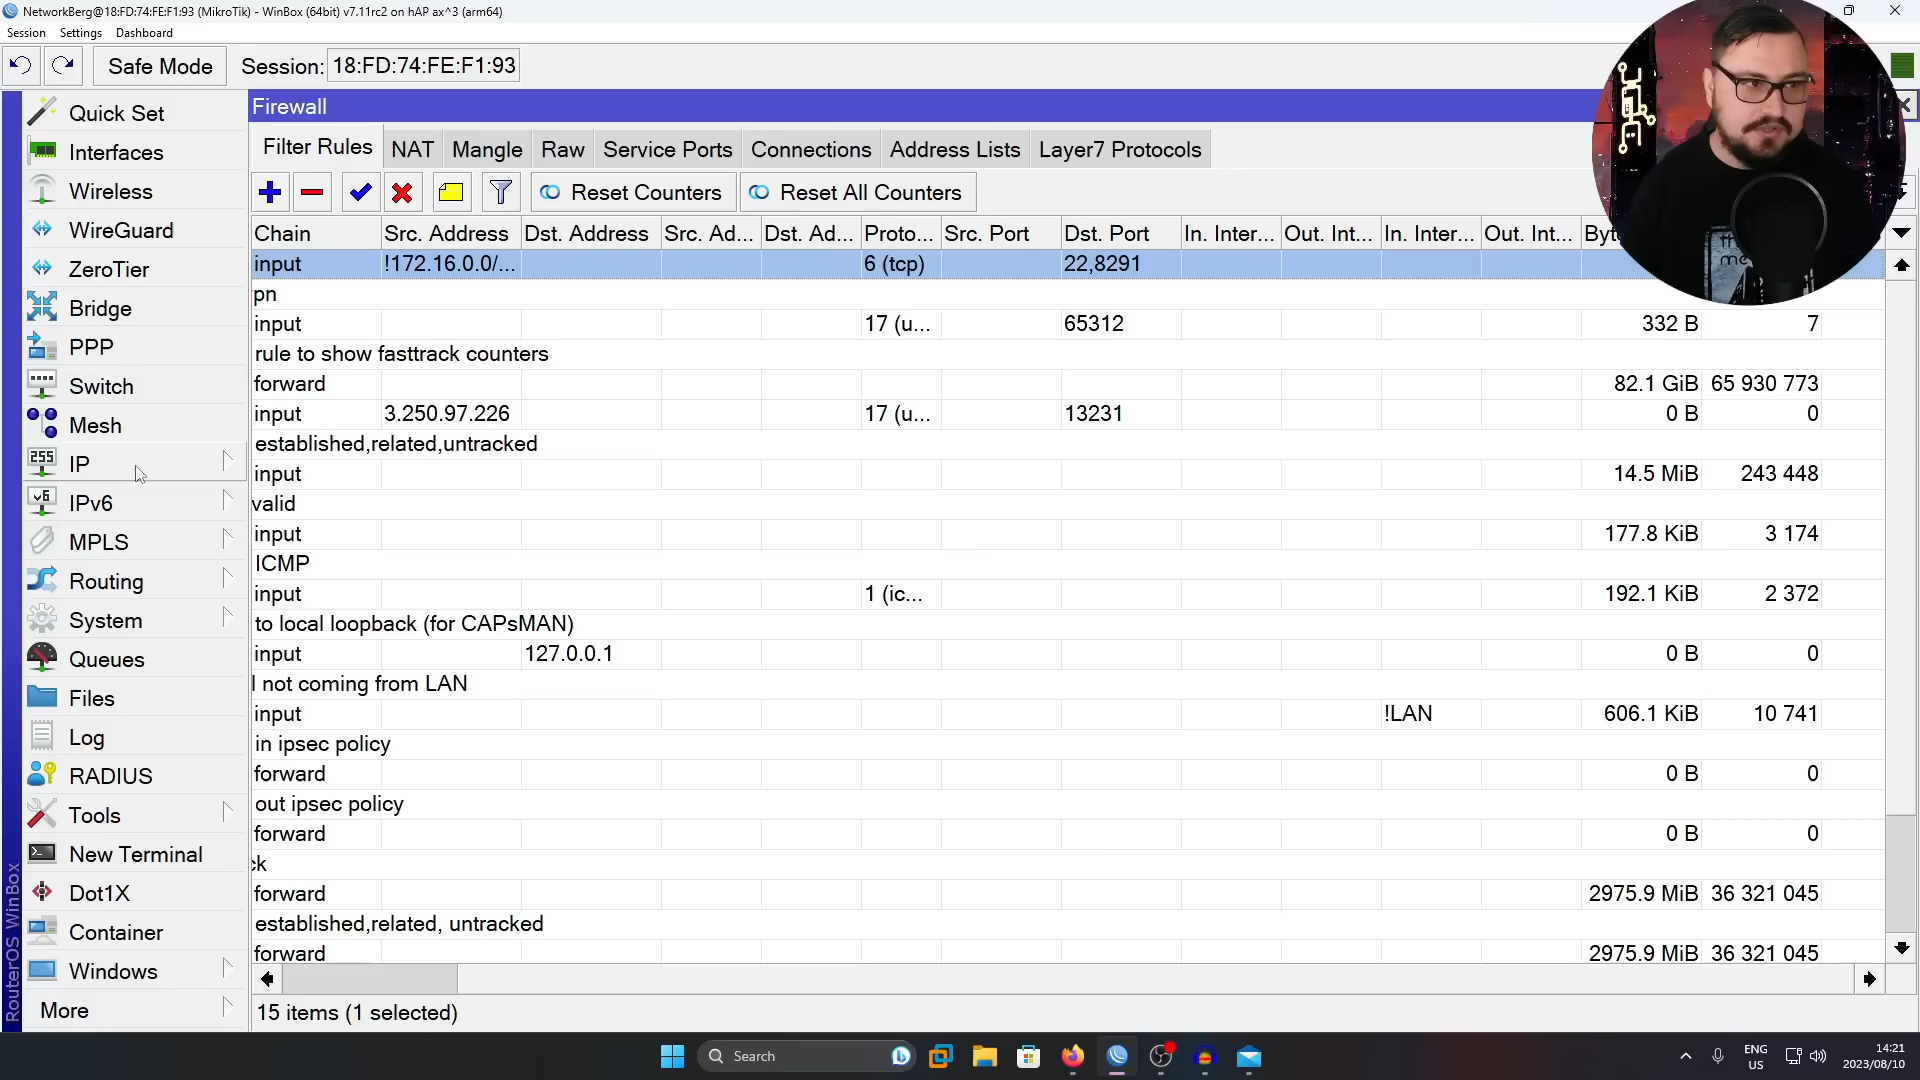 NetworkBerg@18:FD:74:FE:F1:93 (MikroTik) - WinBox (64bit) v7.11rc2 on hAP ax^3 (arm64)
Session Settings Dashboard
Safe Mode Session: 18:FD:74:FE:F1:93
Quick Set
Interfaces
Wireless
WireGuard
ZeroTier
Bridge
PPP
Switch
Mesh
255 IP
v6 IPv6
MPLS
Routing
System
Queues
Files
Log
RADIUS
Tools
New Terminal
Dot1X
Container
Windows
More
RouterOS WinBox
Firewall
Filter Rules NAT Mangle Raw Service Ports Connections Address Lists Layer7 Protocols
Reset Counters Reset All Counters
Chain Src. Address Dst. Address Src. Ad... Dst. Ad... Proto... Src. Port Dst. Port In. Inter... Out. Int... In. Inter... Out. Int...
input !172.16.0.0/... 6 (tcp) 22,8291
pn
input 17 (u... 65312 332 B 7
rule to show fasttrack counters
forward 82.1 GiB 65 930 773
input 3.250.97.226 17 (u... 13231 0 B 0
established,related,untracked
input 14.5 MiB 243 448
valid
input 177.8 KiB 3 174
ICMP
input 1 (ic... 192.1 KiB 2 372
to local loopback (for CAPsMAN)
input 127.0.0.1 0 B 0
l not coming from LAN
input !LAN 606.1 KiB 10 741
in ipsec policy
forward 0 B 0
out ipsec policy
forward 0 B 0
ck
forward 2975.9 MiB 36 321 045
established,related, untracked
forward 2975.9 MiB 36 321 045
15 items (1 selected)
Search
ENG
US
14:21
2023/08/10